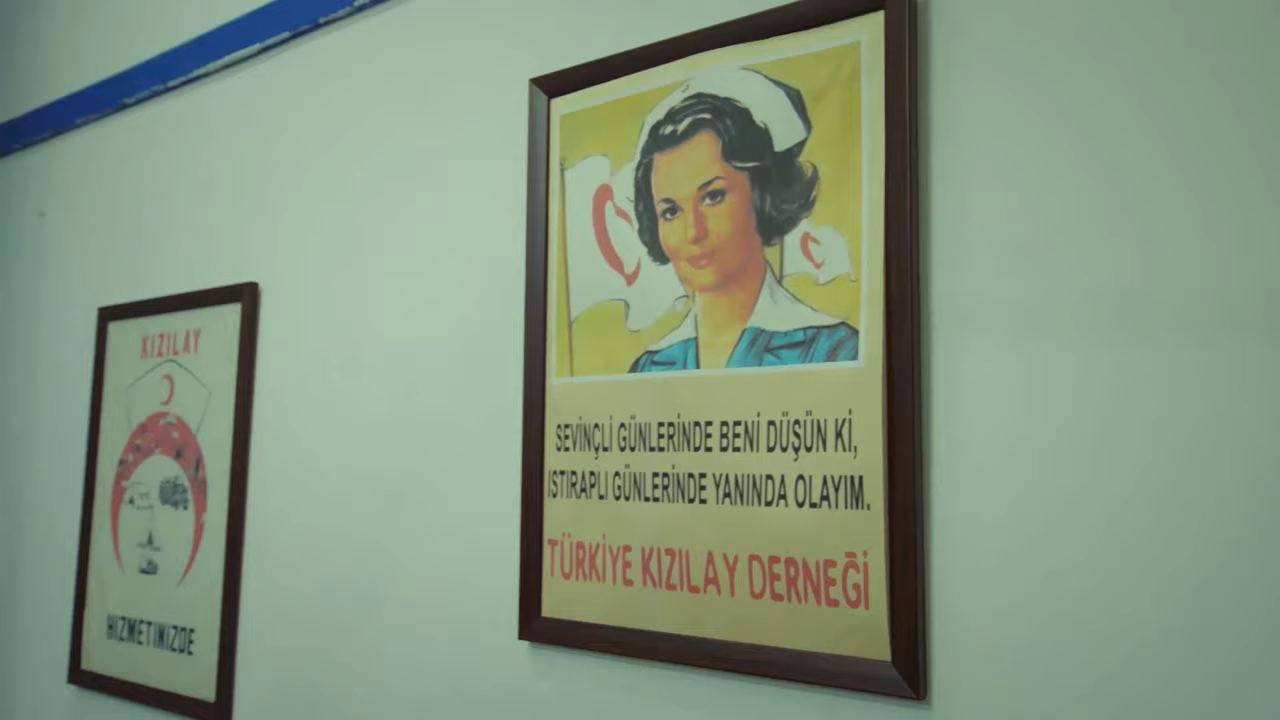 KIZILAY
HİZMETİNİZDE
SEVİNÇLİ GÜNLERİNDE BENİ DÜŞÜN Kİ,
ISTIRAPLI GÜNLERİNDE YANINDA OLAYIM.
TÜRKİYE KIZILAY DERNEĞİ